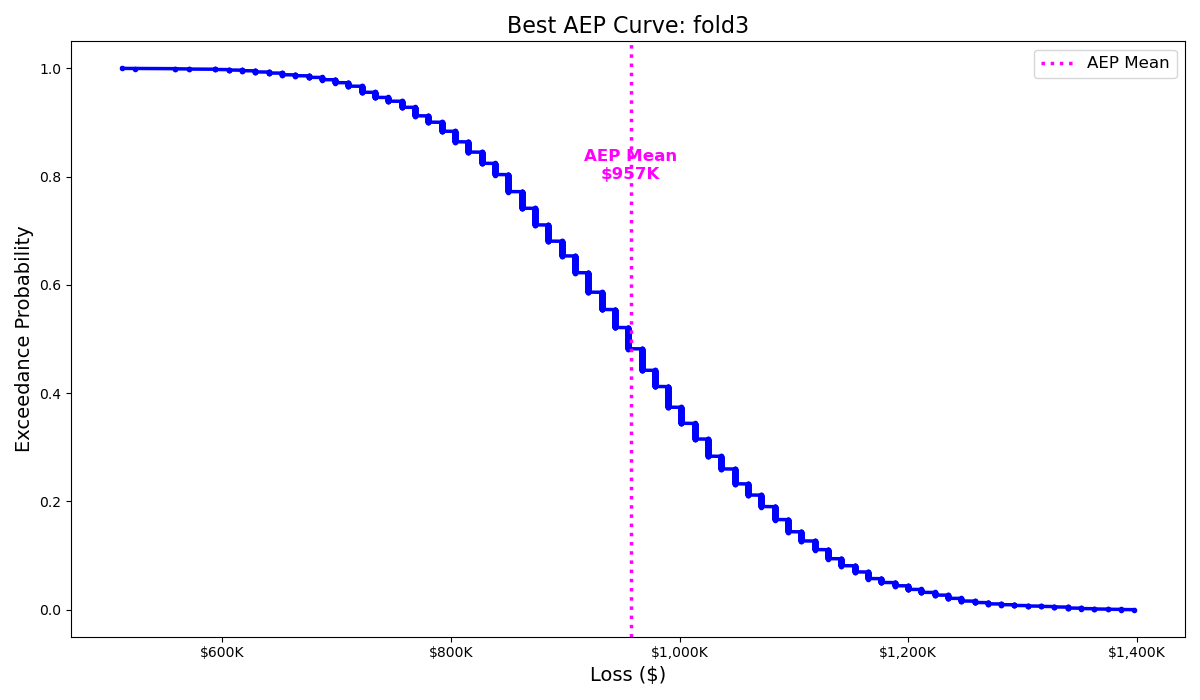 Best AEP Curve: fold3
AEP Mean
AEP Mean
$957K
Exceedance Probability
1.0
0.8
0.6
0.4
0.2
0.0
$600K
$800K
$1,000K
$1,200K
$1,400K
Loss ($)